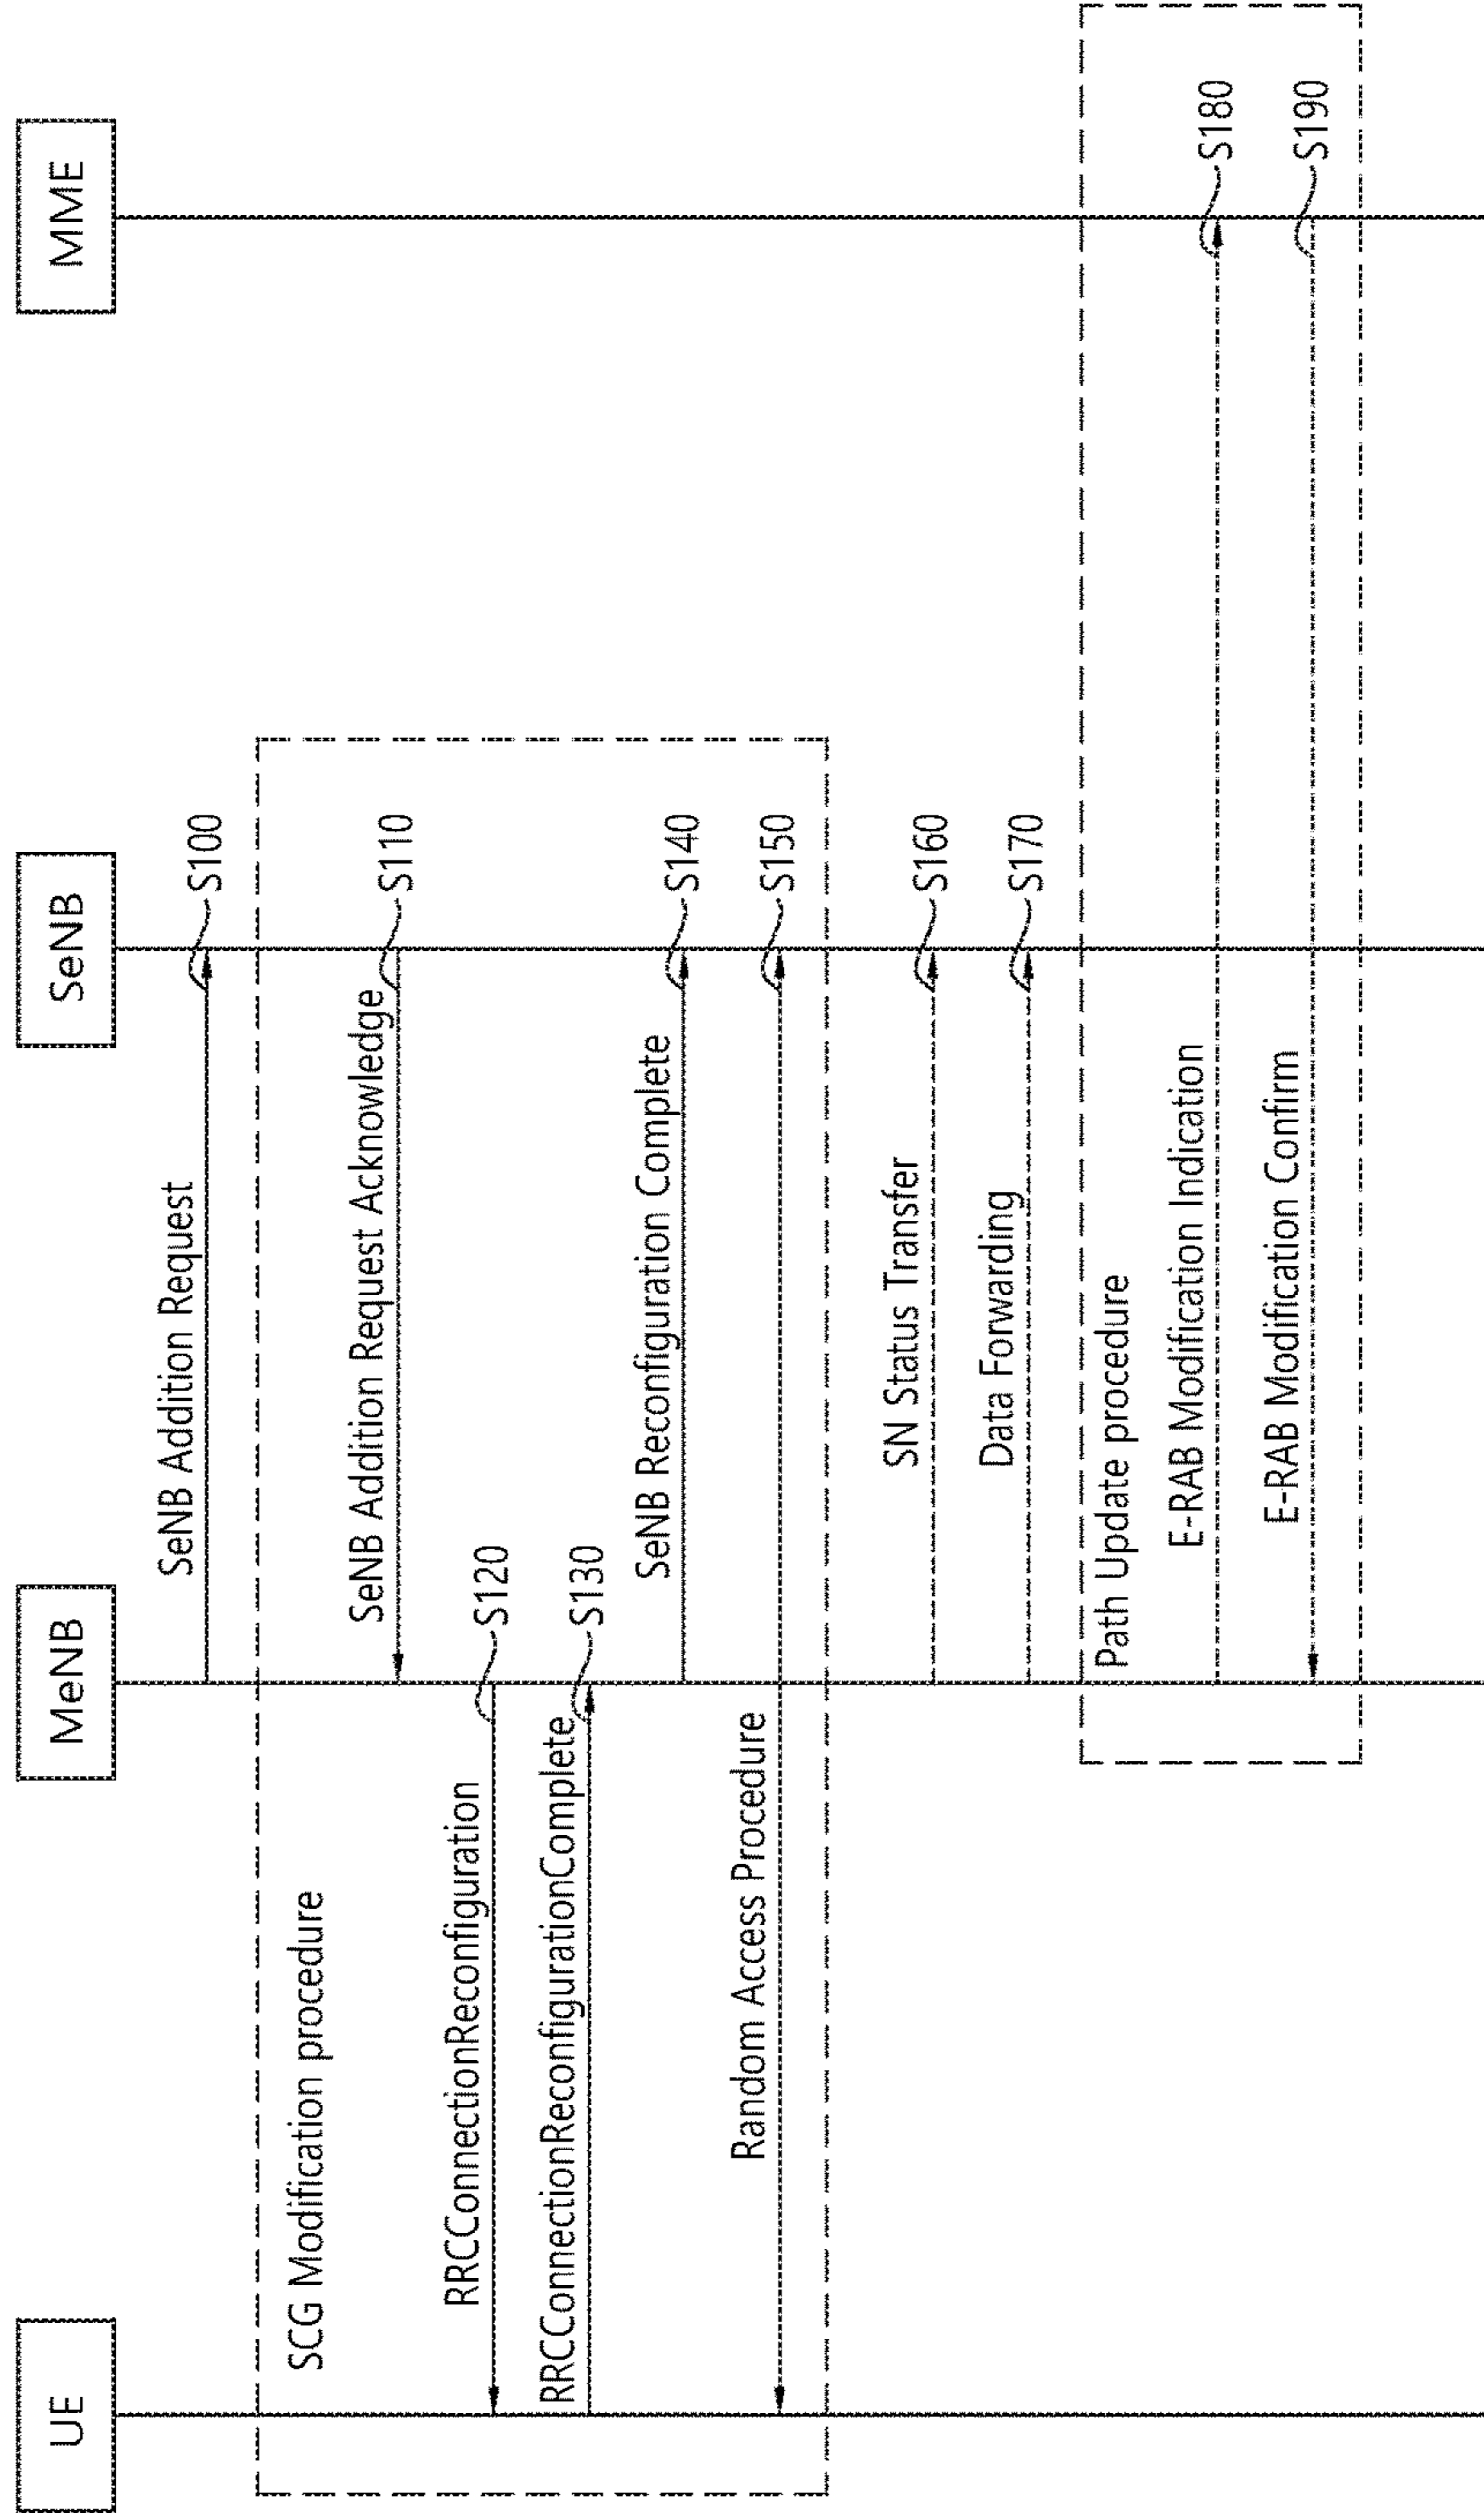 UE
MeNB
SeNB
MME
SeNB Addition Request
S100
SCG Modification procedure
SeNB Addition Request Acknowledge
S110
RRCConnectionReconfiguration
S120
RRCConnectionReconfigurationComplete
S130
SeNB Reconfiguration Complete
S140
Random Access Procedure
S150
SN Status Transfer
S160
Data Forwarding
S170
Path Update procedure
E-RAB Modification Indication
S180
E-RAB Modification Confirm
S190